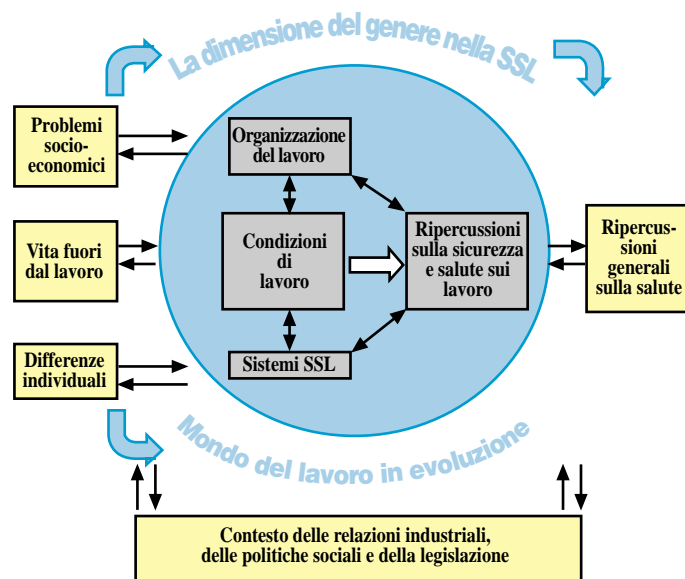 La dimensione del genere nella SSL
Problemi
socio-
economici
Organizzazione
del lavoro
Vita fuori
dal lavoro
Condizioni
di
lavoro
Ripercussioni
sulla sicurezza
e salute sui
lavoro
Ripercus-
sioni
generali
sulla salute
Differenze
individuali
Sistemi SSL
Mondo del lavoro in evoluzione
Contesto delle relazioni industriali,
delle politiche sociali e della legislazione